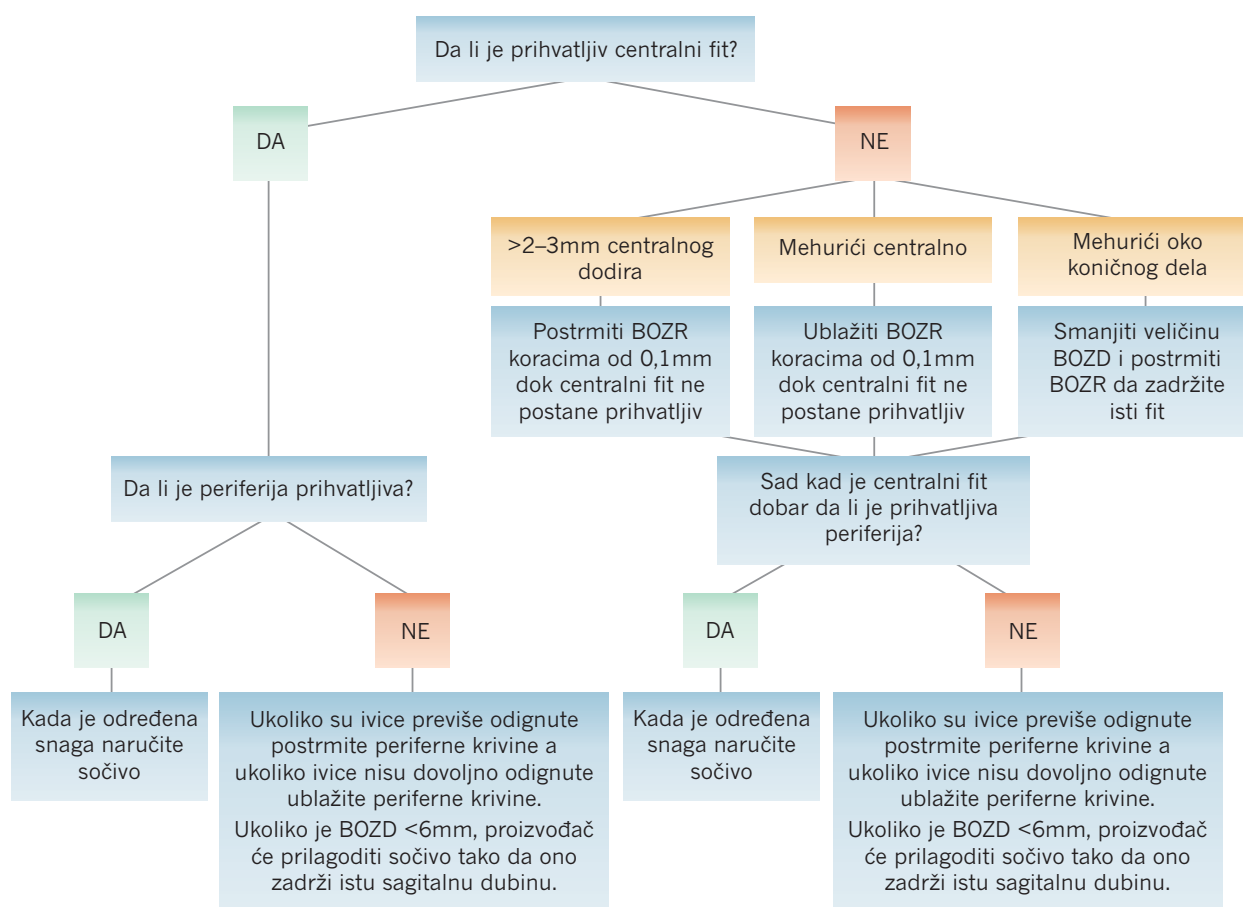 Da li je prihvatljiv centralni fit?
DA
NE
>2–3mm centralnog
dodira
Mehurići centralno
Mehurići oko
koničnog dela
Postrmiti BOZR
koracima od 0,1mm
dok centralni fit ne
postane prihvatljiv
Ublažiti BOZR
koracima od 0,1mm
dok centralni fit ne
postane prihvatljiv
Smanjiti veličinu
BOZD i postrmiti
BOZR da zadržite
isti fit
Da li je periferija prihvatljiva?
Sad kad je centralni fit
dobar da li je prihvatljiva
periferija?
DA
NE
DA
NE
Kada je određena
snaga naručite
sočivo
Ukoliko su ivice previše odignute
postrmite periferne krivine a
ukoliko ivice nisu dovoljno odignute
ublažite periferne krivine.
Ukoliko je BOZD <6mm, proizvođač
će prilagoditi sočivo tako da ono
zadrži istu sagitalnu dubinu.
Kada je određena
snaga naručite
sočivo
Ukoliko su ivice previše odignute
postrmite periferne krivine a
ukoliko ivice nisu dovoljno odignute
ublažite periferne krivine.
Ukoliko je BOZD <6mm, proizvođač
će prilagoditi sočivo tako da ono
zadrži istu sagitalnu dubinu.